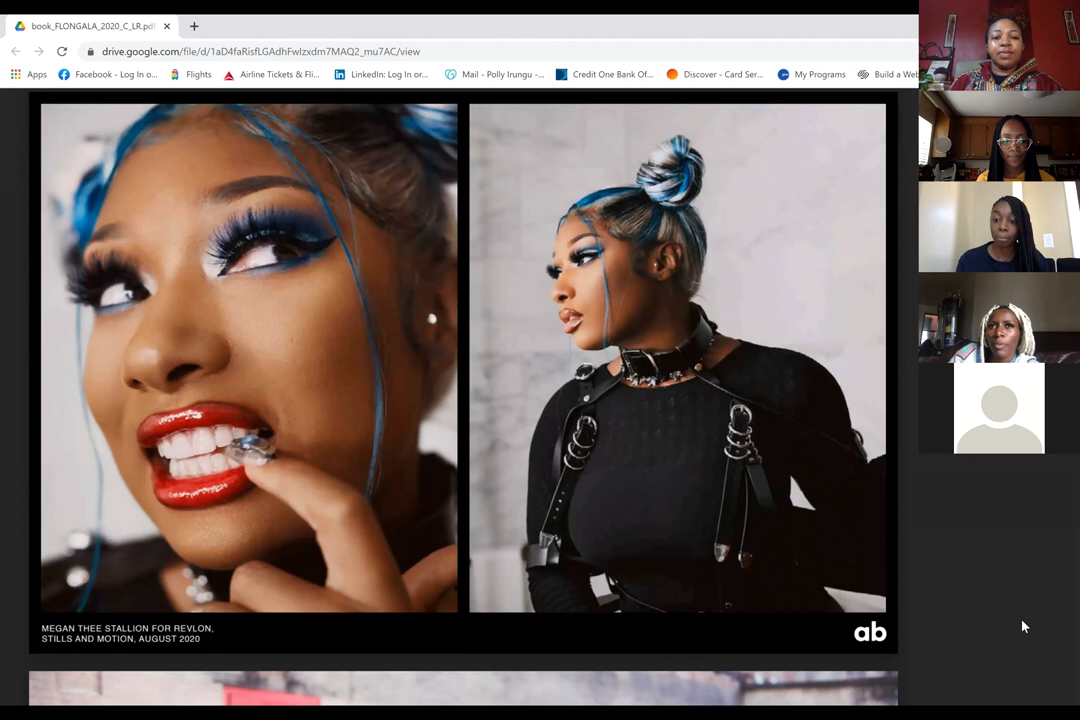 book_FLONGALA_2020_C_LR.pdf
drive.google.com/file/d/1aD4faRisfLGAdhFwIzxdm7MAQ2_mu7AC/view
Apps Facebook - Log In o... Flights Airline Tickets & Fli... LinkedIn: Log In or... Mail - Polly Irungu -... Credit One Bank Of... Discover - Card Ser... My Programs Build a Web
MEGAN THEE STALLION FOR REVLON,
STILLS AND MOTION, AUGUST 2020
ab